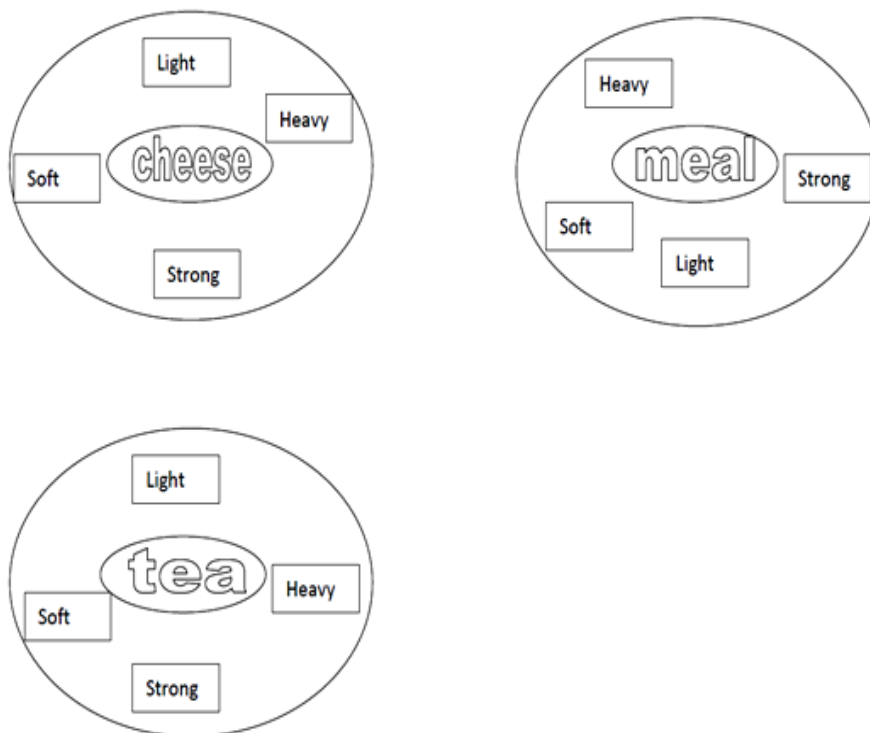 Light
Heavy
cheese
Soft
Strong
Heavy
meal
Strong
Soft
Light
Light
tea
Heavy
Soft
Strong